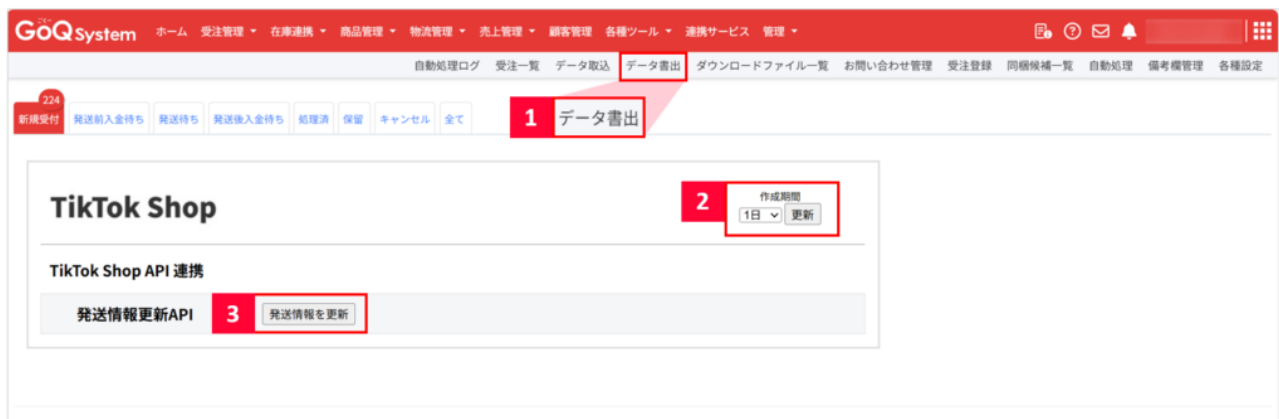 ごくー
GoQSystem ホーム 受注管理 在庫連携 商品管理 物流管理 売上管理 顧客管理 各種ツール 連携サービス 管理
自動処理ログ 受注一覧 データ取込 データ書出 ダウンロードファイル一覧 お問い合わせ管理 受注登録 同梱候補一覧 自動処理 備考欄管理 各種設定
224
新規受付 発送前入金待ち 発送待ち 発送後入金待ち 処理済 保留 キャンセル 全て
1 データ書出
TikTok Shop
2 作成期間
1日 更新
TikTok Shop API 連携
発送情報更新API 3 発送情報を更新